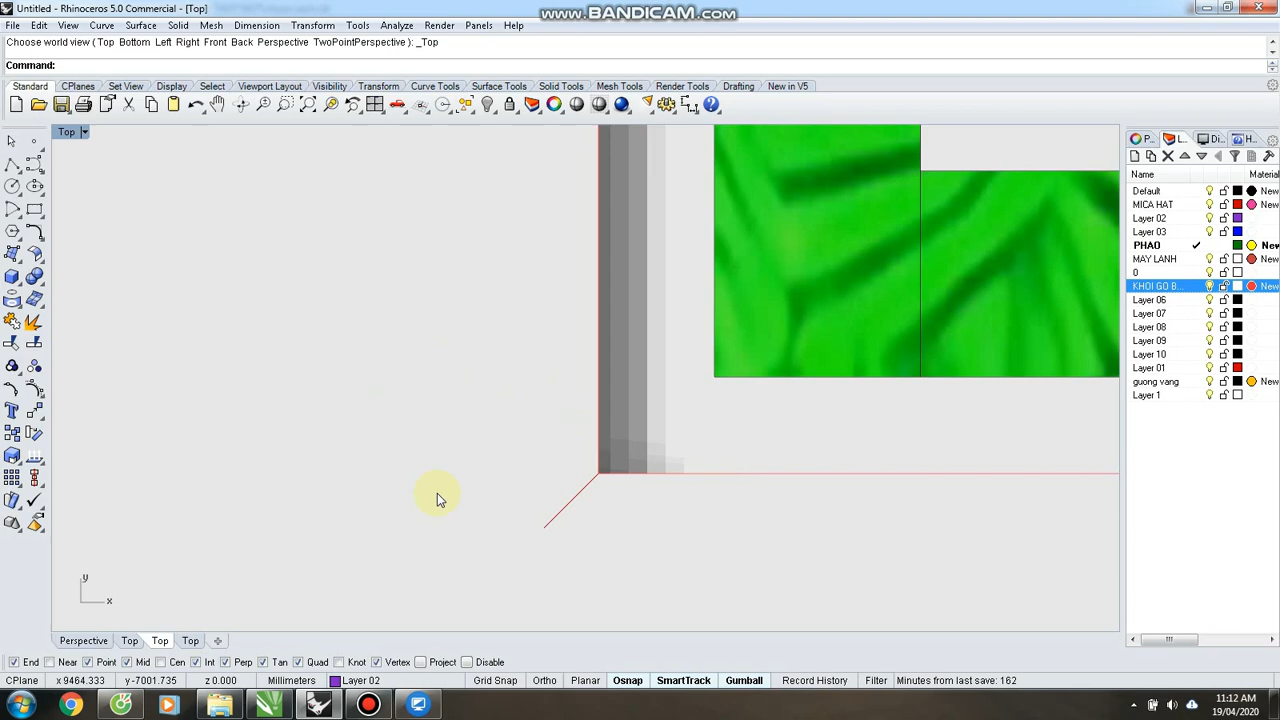 Untitled - Rhinoceros 5.0 Commercial - [Top]
www.BANDICAM.com
File Edit View Curve Surface Solid Mesh Dimension Transform Tools Analyze Render Panels Help
Choose world view ( Top Bottom Left Right Front Back Perspective TwoPointPerspective ): _Top
Command:
Standard CPlanes Set View Display Select Viewport Layout Visibility Transform Curve Tools Surface Tools Solid Tools Mesh Tools Render Tools Drafting New in V5
Top
P... L... Di... H...
Name Material
Default New
MICA HAT New
Layer 02
Layer 03
PHAO New
MAY LANH New
0
KHOI GO B... New
Layer 06
Layer 07
Layer 08
Layer 09
Layer 10
Layer 01
guong vang New
Layer 1
y
x
Perspective Top Top Top
End Near Point Mid Cen Int Perp Tan Quad Knot Vertex Project Disable
CPlane x 9464.333 y -7001.735 z 0.000 Millimeters Layer 02 Grid Snap Ortho Planar Osnap SmartTrack Gumball Record History Filter Minutes from last save: 162
11:12 AM
19/04/2020